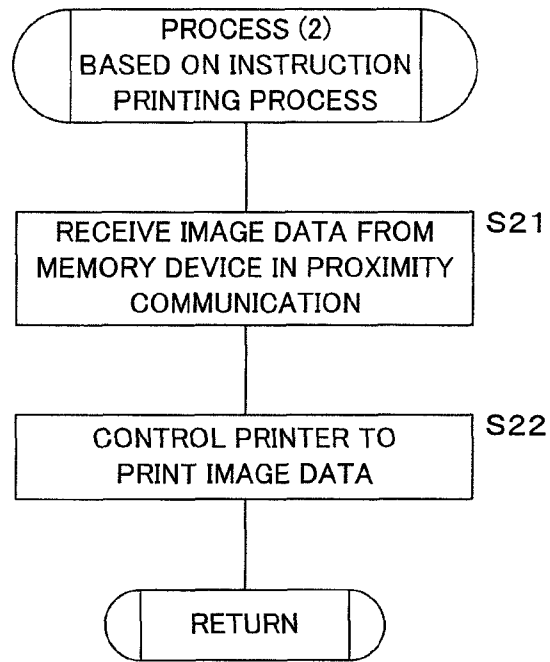 PROCESS (2)
BASED ON INSTRUCTION
PRINTING PROCESS
RECEIVE IMAGE DATA FROM
MEMORY DEVICE IN PROXIMITY
COMMUNICATION
S21
CONTROL PRINTER TO
PRINT IMAGE DATA
S22
RETURN